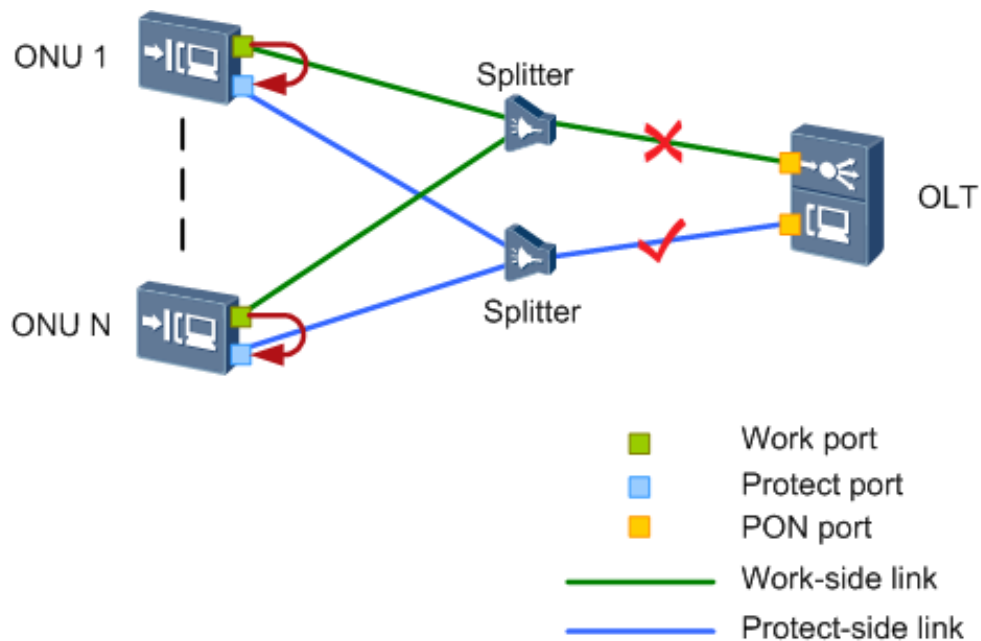 ONU 1
Splitter
OLT
ONU N
Splitter
Work port
Protect port
PON port
Work-side link
Protect-side link